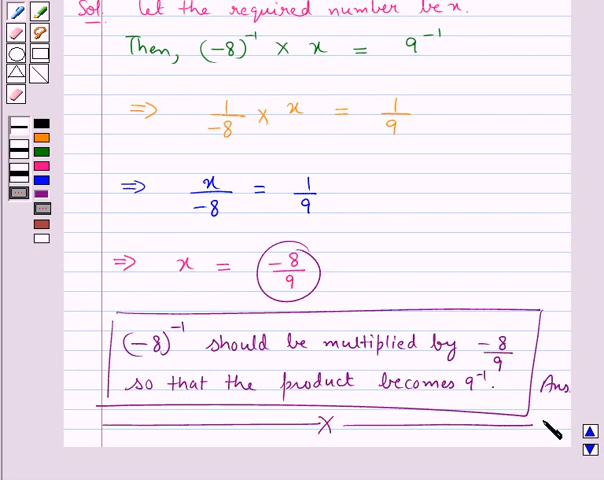 Sol. Let the required number be x.
Then, (-8)⁻¹ × x = 9⁻¹
⇒ 1/-8 × x = 1/9
⇒ x/-8 = 1/9
⇒ x = -8/9
(-8)⁻¹ should be multiplied by -8/9
so that the product becomes 9⁻¹. Ans.
X